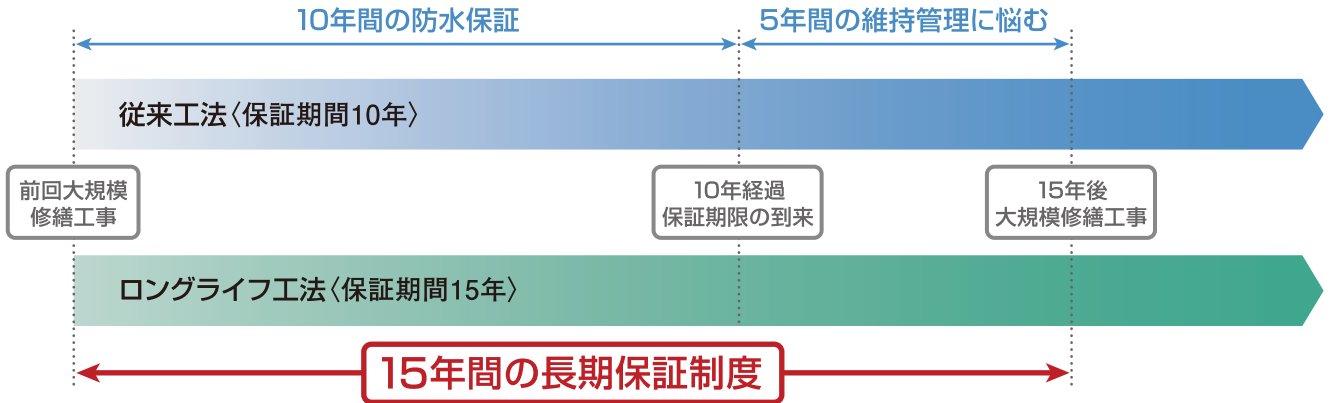 10年間の防水保証
5年間の維持管理に悩む
従来工法〈保証期間10年〉
前回大規模
修繕工事
10年経過
保証期限の到来
15年後
大規模修繕工事
ロングライフ工法〈保証期間15年〉
15年間の長期保証制度